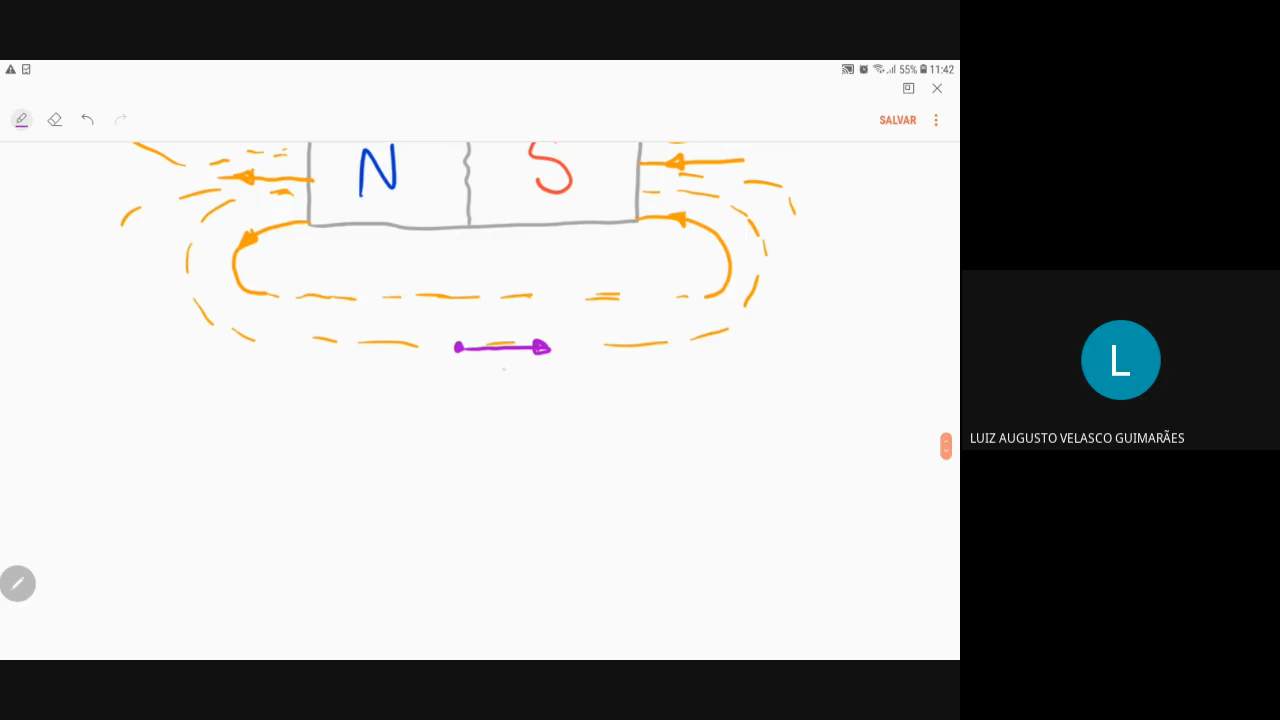 55% 11:42
SALVAR
N S
L
LUIZ AUGUSTO VELASCO GUIMARÃES